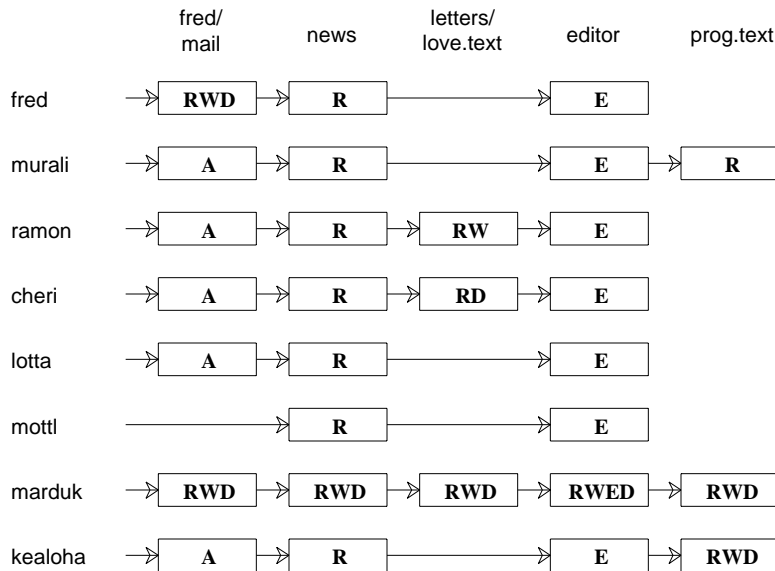 fred/ mail news letters/ love.text editor prog.text
fred RWD R E
murali A R E R
ramon A R RW E
cheri A R RD E
lotta A R E
mottl R E
marduk RWD RWD RWD RWED RWD
kealoha A R E RWD